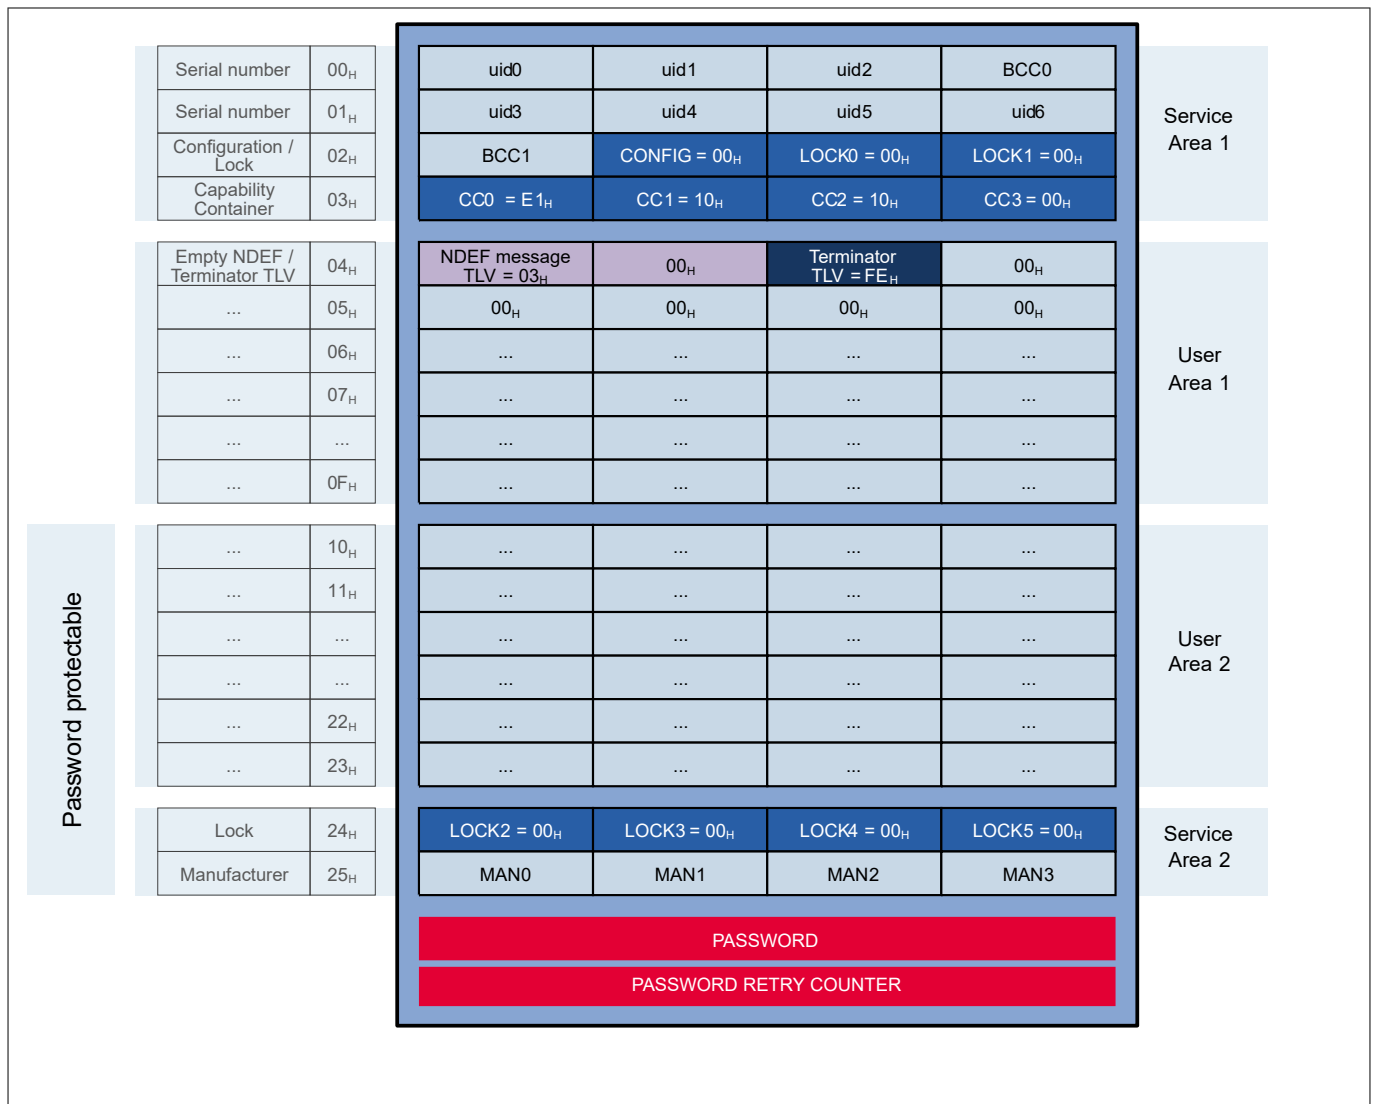 Serial number 00H uid0 uid1 uid2 BCC0
Serial number 01H uid3 uid4 uid5 uid6
Configuration /
Lock 02H BCC1 CONFIG = 00H LOCK0 = 00H LOCK1 = 00H
Capability
Container 03H CC0 = E1H CC1 = 10H CC2 = 10H CC3 = 00H
Service
Area 1
Empty NDEF /
Terminator TLV 04H NDEF message
TLV = 03H 00H Terminator
TLV = FEH 00H
... 05H 00H 00H 00H 00H
... 06H ... ... ... ...
... 07H ... ... ... ...
... ... ... ... ... ...
... 0FH ... ... ... ...
User
Area 1
Password protectable
... 10H ... ... ... ...
... 11H ... ... ... ...
... ... ... ... ... ...
... ... ... ... ... ...
... 22H ... ... ... ...
... 23H ... ... ... ...
User
Area 2
Lock 24H LOCK2 = 00H LOCK3 = 00H LOCK4 = 00H LOCK5 = 00H
Manufacturer 25H MAN0 MAN1 MAN2 MAN3
Service
Area 2
PASSWORD
PASSWORD RETRY COUNTER